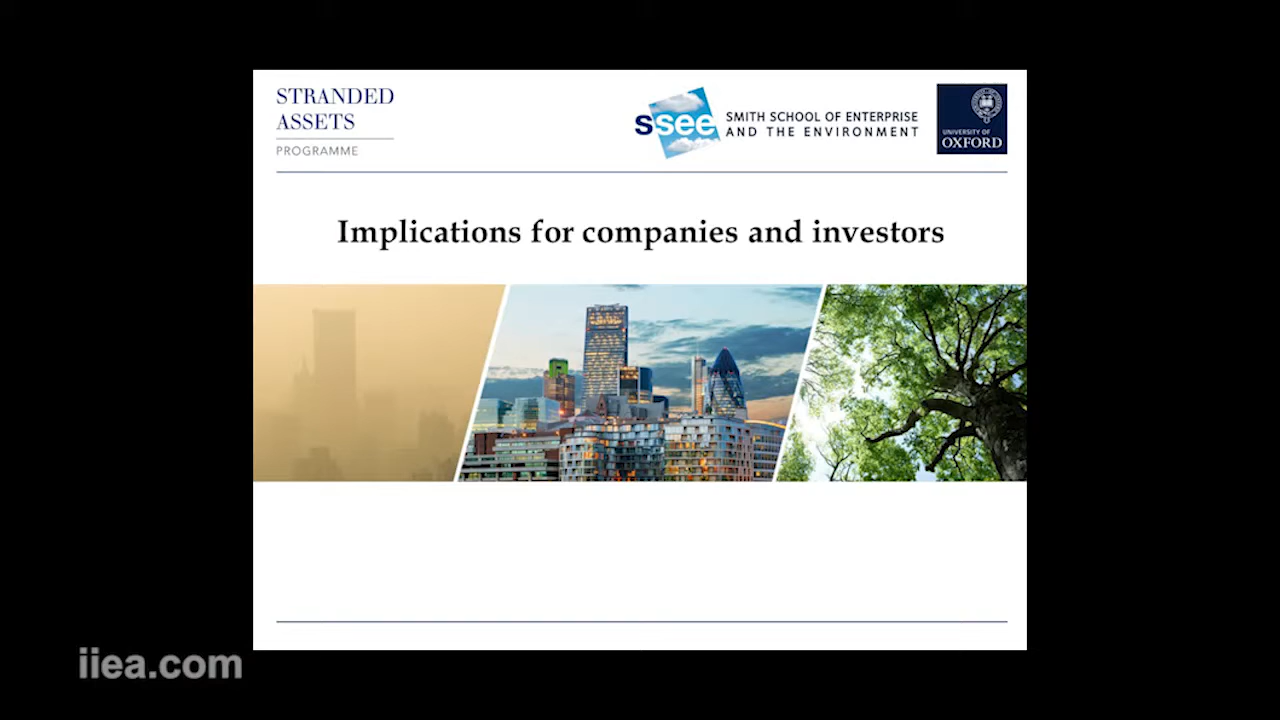 STRANDED
ASSETS
PROGRAMME
ssee
SMITH SCHOOL OF ENTERPRISE
AND THE ENVIRONMENT
UNIVERSITY OF
OXFORD
Implications for companies and investors
iiea.com